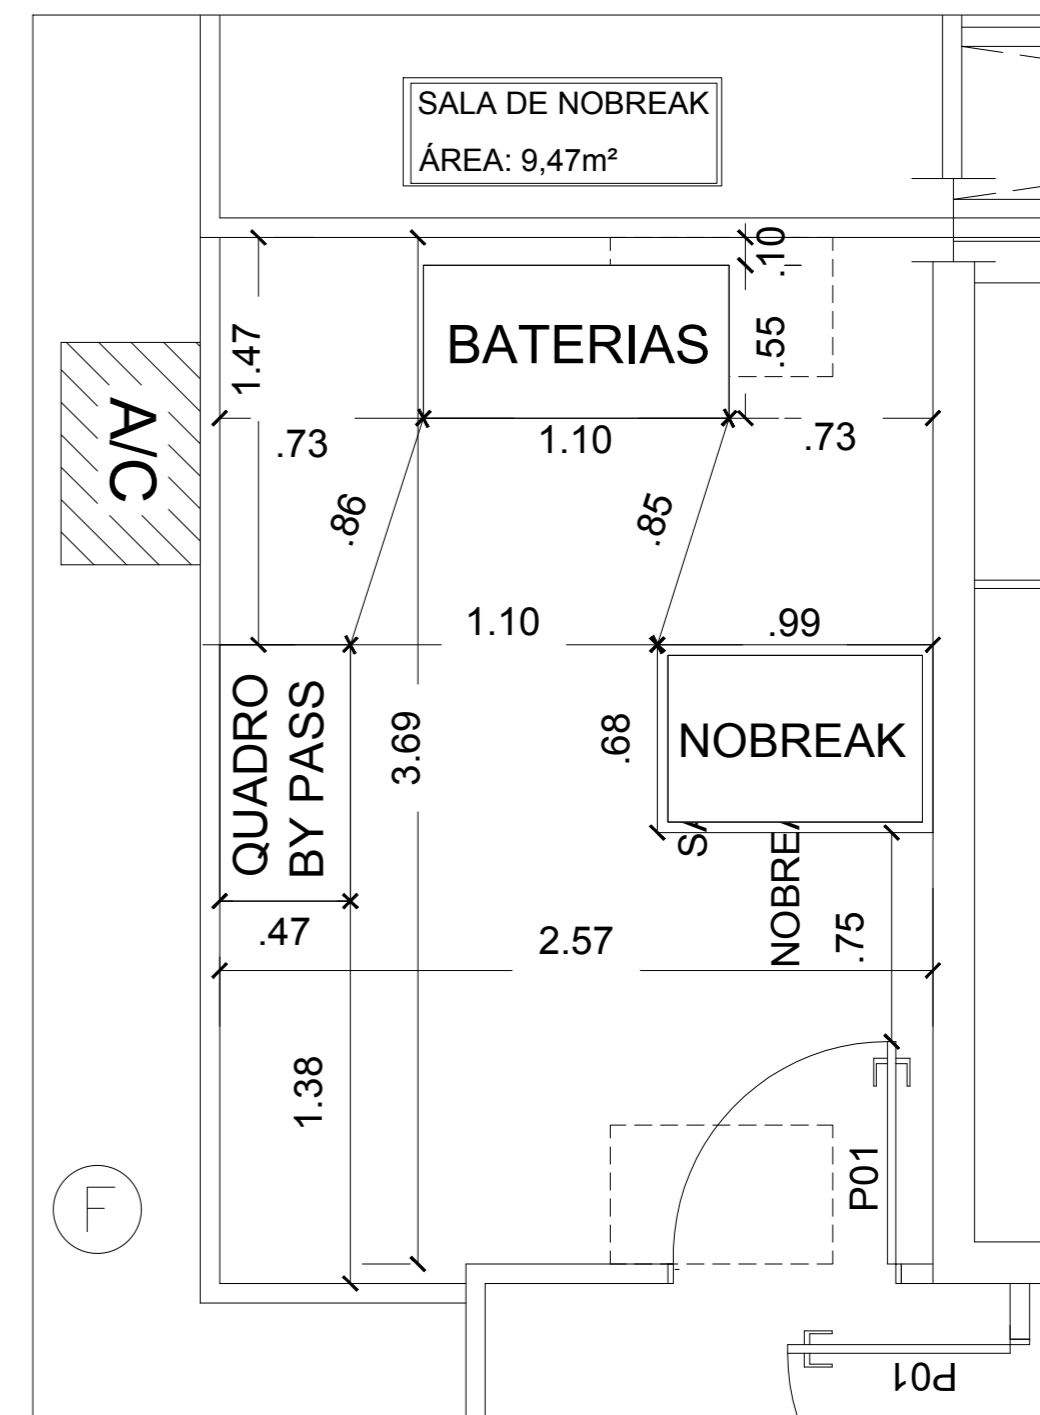 SALA DE NOBREAK
ÁREA: 9,47m²
.10
BATERIAS
.55
1.47
A/C
.73
1.10
.73
.86
.85
1.10
.99
QUADRO
BY PASS
3.69
.68
NOBREAK
.47
2.57
.75
1.38
P01
F
P01